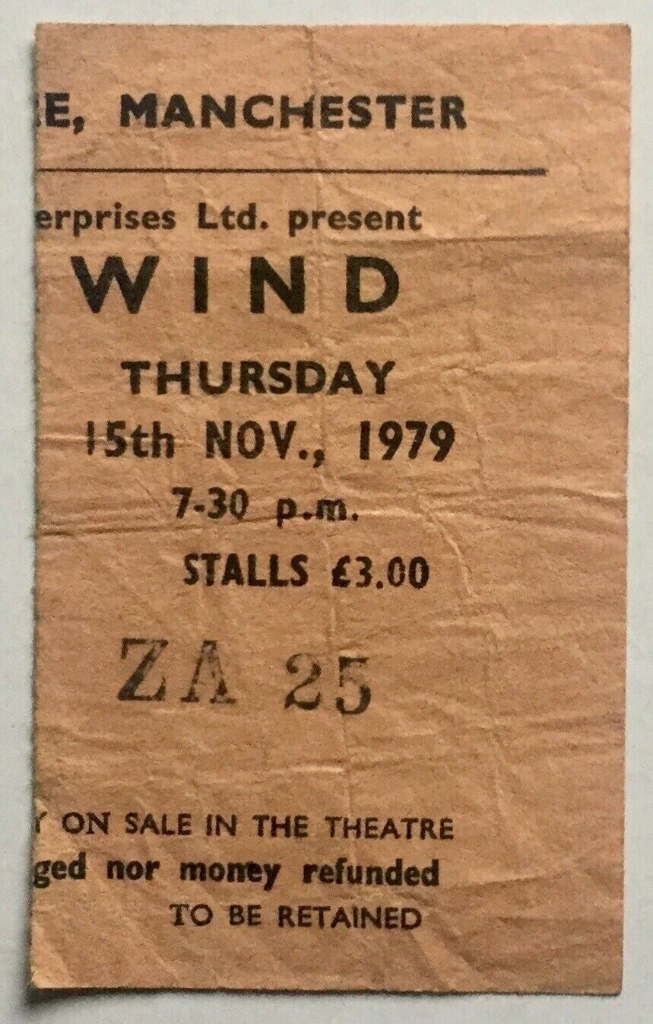 E, MANCHESTER
erprises Ltd. present
WIND
THURSDAY
15th NOV., 1979
7-30 p.m.
STALLS £3.00
ZA 25
Y ON SALE IN THE THEATRE
ged nor money refunded
TO BE RETAINED